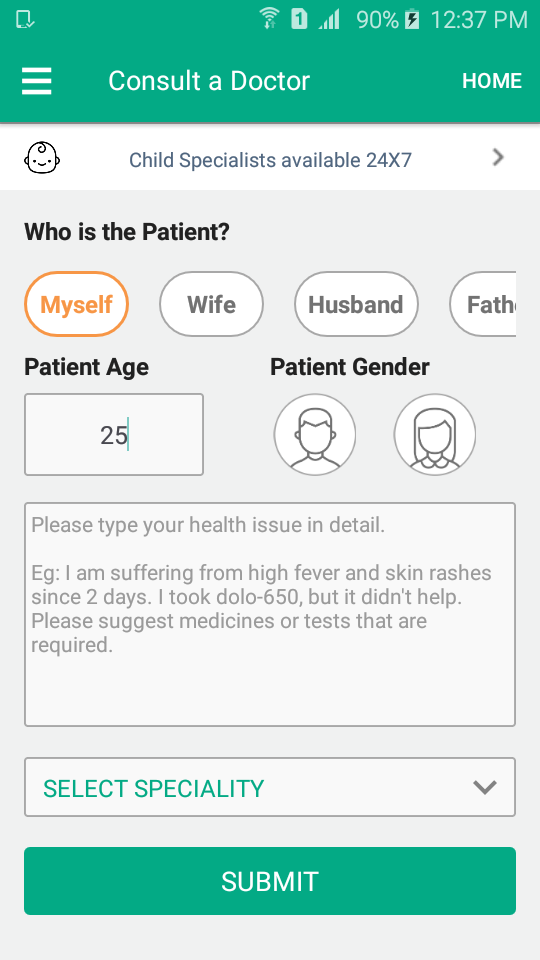 1 90% 12:37 PM
Consult a Doctor HOME
Child Specialists available 24X7
Who is the Patient?
Myself Wife Husband Fathe
Patient Age Patient Gender
25
Please type your health issue in detail.
Eg: I am suffering from high fever and skin rashes
since 2 days. I took dolo-650, but it didn't help.
Please suggest medicines or tests that are
required.
SELECT SPECIALITY
SUBMIT